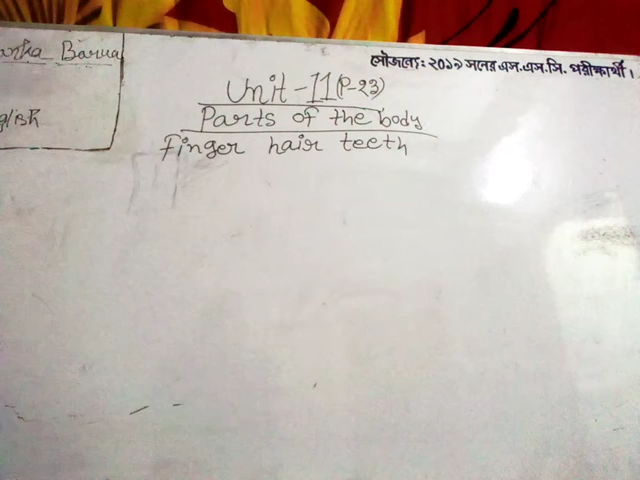 Barua
glish
সৌজন্যে: ২০১৯ সনের এস.এস.সি. পরীক্ষার্থী।
Unit-11(P-23)
Parts of the body
Finger hair teeth